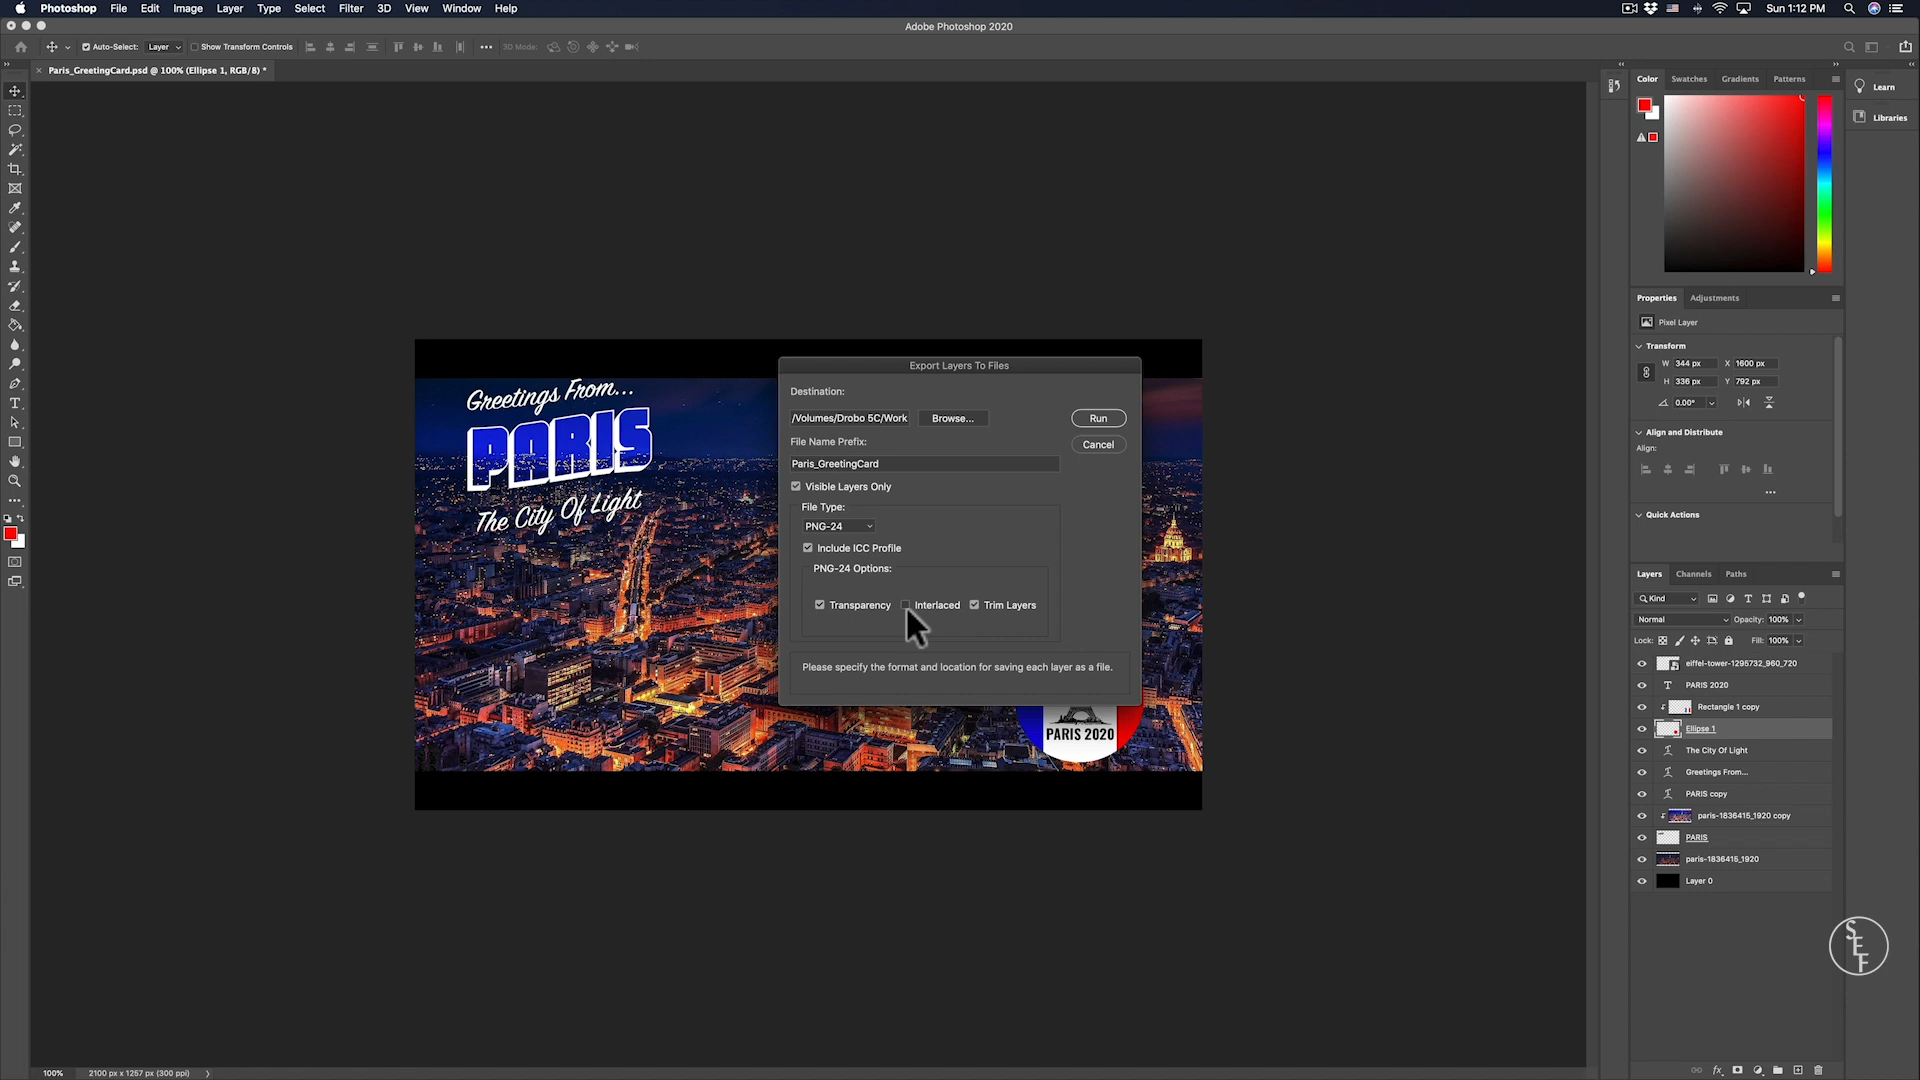 Photoshop File Edit Image Layer Type Select Filter 3D View Window Help Sun 1:12 PM
Adobe Photoshop 2020
Auto-Select: Layer Show Transform Controls 3D Mode:
Paris_GreetingCard.psd @ 100% (Ellipse 1, RGB/8) *
Color Swatches Gradients Patterns
Learn
Libraries
Properties Adjustments
Pixel Layer
Transform
W 344 px X 1600 px
H 336 px Y 792 px
0.00°
Align and Distribute
Align:
Quick Actions
Layers Channels Paths
Kind
Normal Opacity: 100%
Lock: Fill: 100%
eiffel-tower-1295732_960_720
PARIS 2020
Rectangle 1 copy
Ellipse 1
The City Of Light
Greetings From...
PARIS copy
paris-1836415_1920 copy
PARIS
paris-1836415_1920
Layer 0
Greetings From...
PARIS
The City Of Light
Export Layers To Files
Destination:
/Volumes/Drobo 5C/Work Browse... Run
File Name Prefix: Cancel
Paris_GreetingCard
Visible Layers Only
File Type:
PNG-24
Include ICC Profile
PNG-24 Options:
Transparency Interlaced Trim Layers
Please specify the format and location for saving each layer as a file.
PARIS 2020
SEF
100% 2100 px x 1257 px (300 ppi)